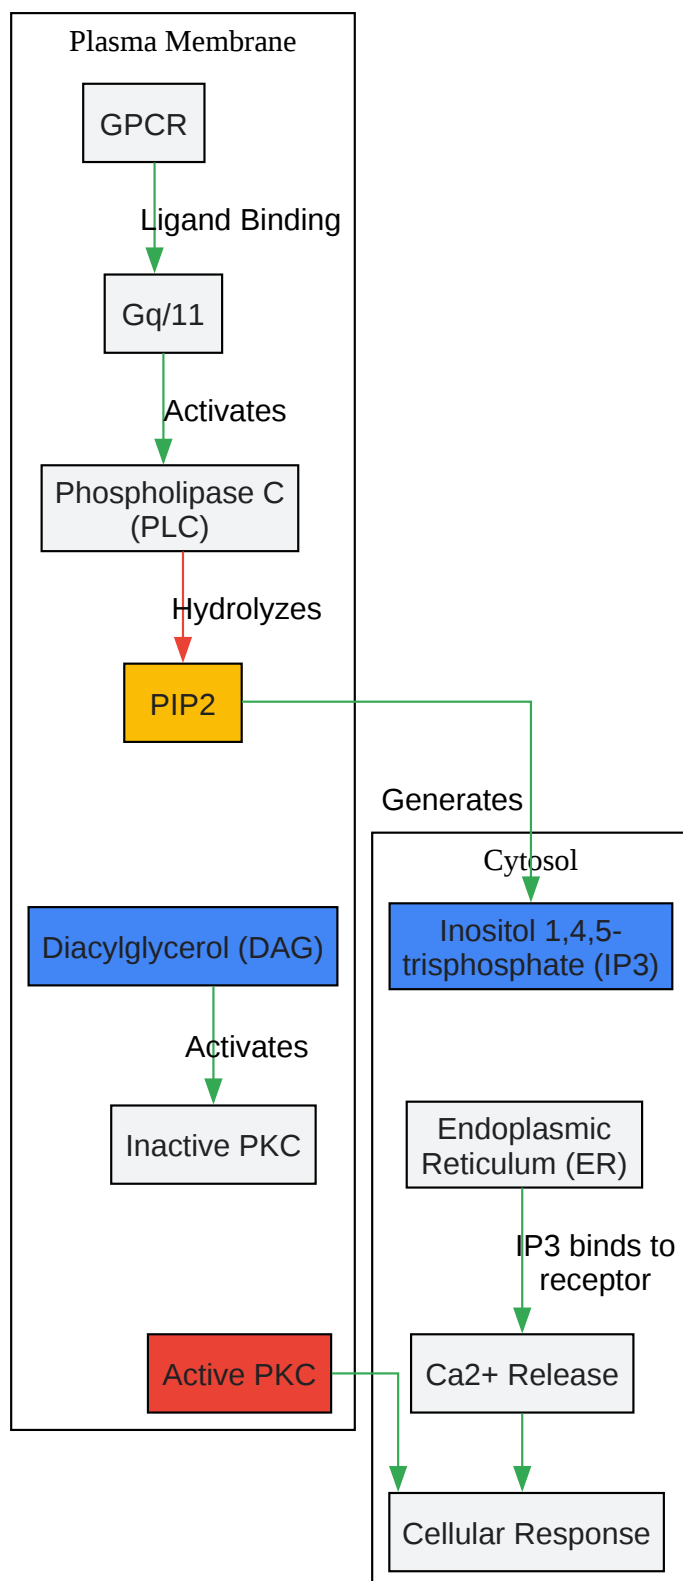 Plasma Membrane
GPCR
Ligand Binding
Gq/11
Activates
Phospholipase C
(PLC)
Hydrolyzes
PIP2
Generates
Cytosol
Diacylglycerol (DAG)
Inositol 1,4,5-
trisphosphate (IP3)
Activates
Inactive PKC
Endoplasmic
Reticulum (ER)
IP3 binds to
receptor
Active PKC
Ca2+ Release
Cellular Response